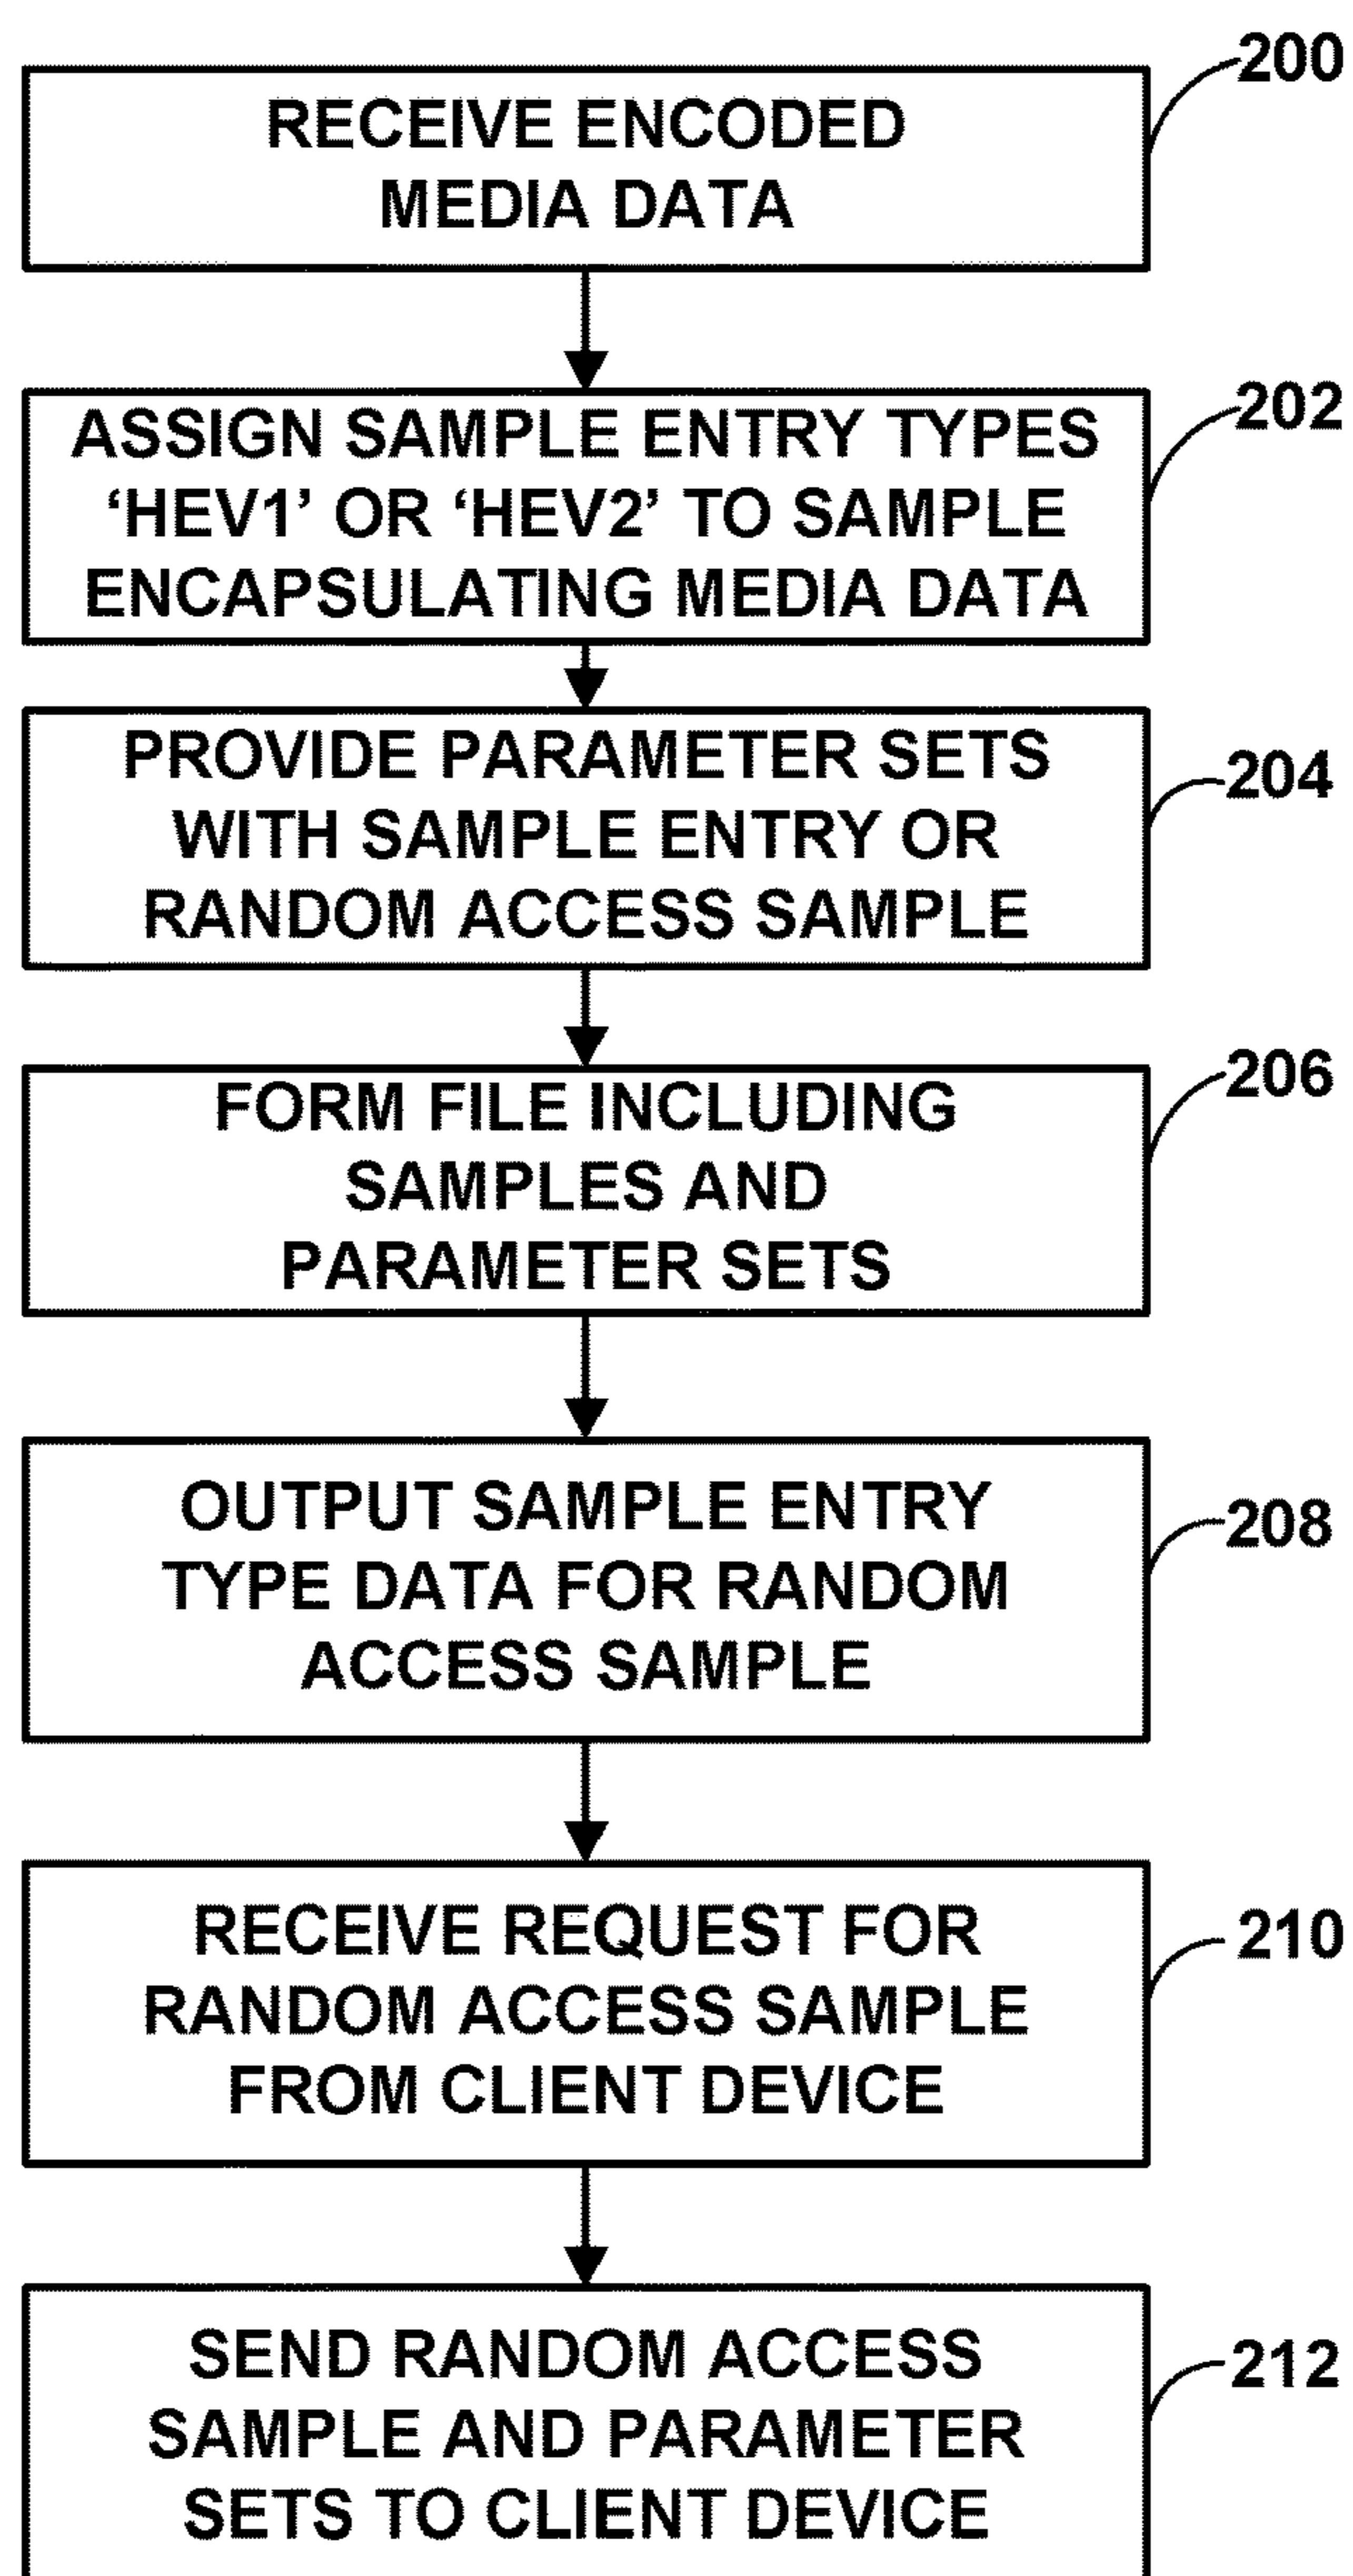 200
RECEIVE ENCODED
MEDIA DATA
202
ASSIGN SAMPLE ENTRY TYPES
‘HEV1’ OR ‘HEV2’ TO SAMPLE
ENCAPSULATING MEDIA DATA
204
PROVIDE PARAMETER SETS
WITH SAMPLE ENTRY OR
RANDOM ACCESS SAMPLE
206
FORM FILE INCLUDING
SAMPLES AND
PARAMETER SETS
208
OUTPUT SAMPLE ENTRY
TYPE DATA FOR RANDOM
ACCESS SAMPLE
210
RECEIVE REQUEST FOR
RANDOM ACCESS SAMPLE
FROM CLIENT DEVICE
212
SEND RANDOM ACCESS
SAMPLE AND PARAMETER
SETS TO CLIENT DEVICE